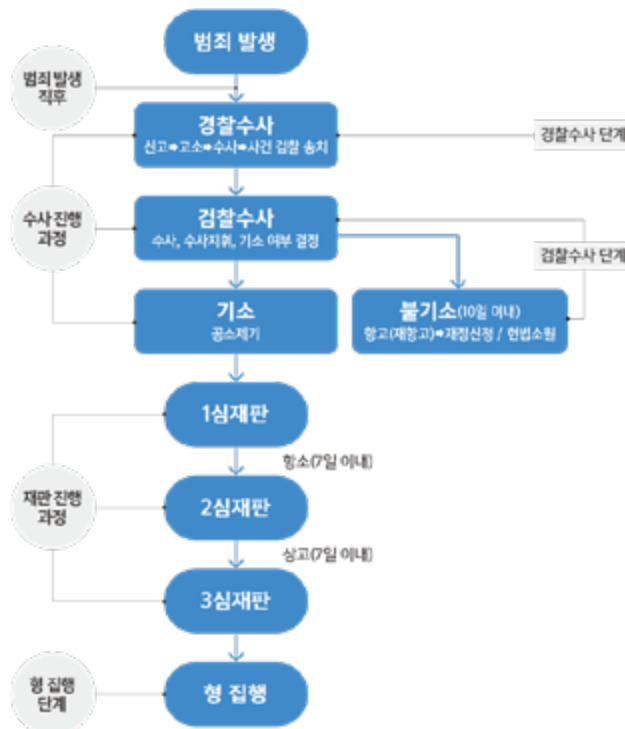 범죄 발생
범죄 발생
직후
경찰수사
신고➡고소➡수사➡사건 검찰 송치
경찰수사 단계
수사 진행
과정
검찰수사
수사, 수사지휘, 기소 여부 결정
검찰수사 단계
기소
공소제기
불기소(10일 이내)
항고(재항고)➡재정신청 / 헌법소원
1심재판
항소(7일 이내)
재판 진행
과정
2심재판
상고(7일 이내)
3심재판
형 집행
단계
형 집행